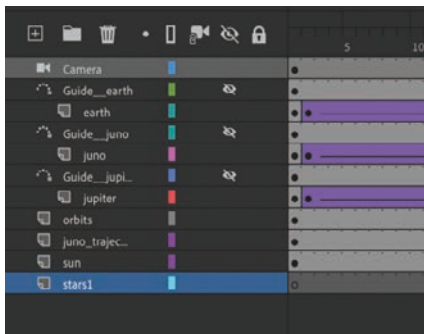 5 10
Camera
Guide__earth
earth
Guide__juno
juno
Guide__jupi...
jupiter
orbits
juno_trajec...
sun
stars1